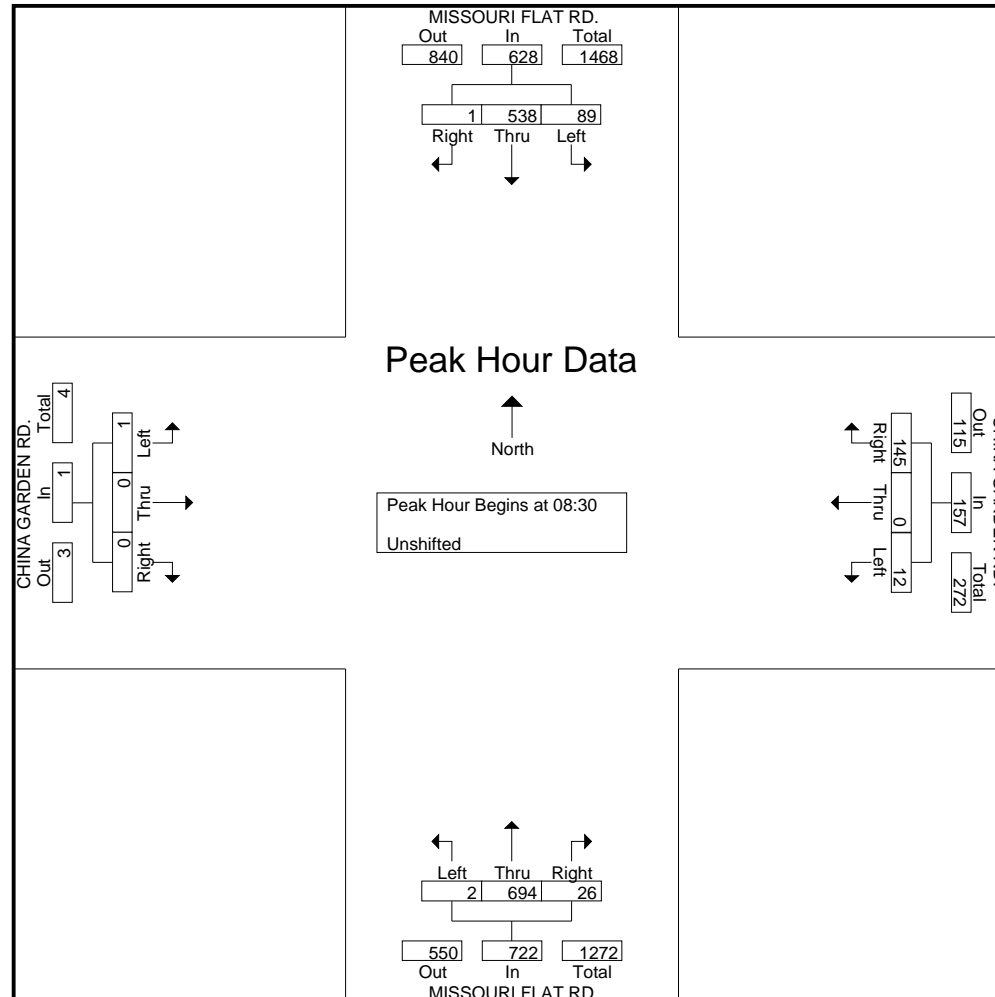 MISSOURI FLAT RD.
Out In Total
840 628 1468
1 538 89
Right Thru Left
Peak Hour Data
North
Peak Hour Begins at 08:30
Unshifted
CHINA GARDEN RD.
Total In Out
4 1 3
1 0 0
Left Thru Right
145 0 12
Right Thru Left
Out In Total
115 157 272
Left Thru Right
2 694 26
550 722 1272
Out In Total
MISSOURI FLAT RD.